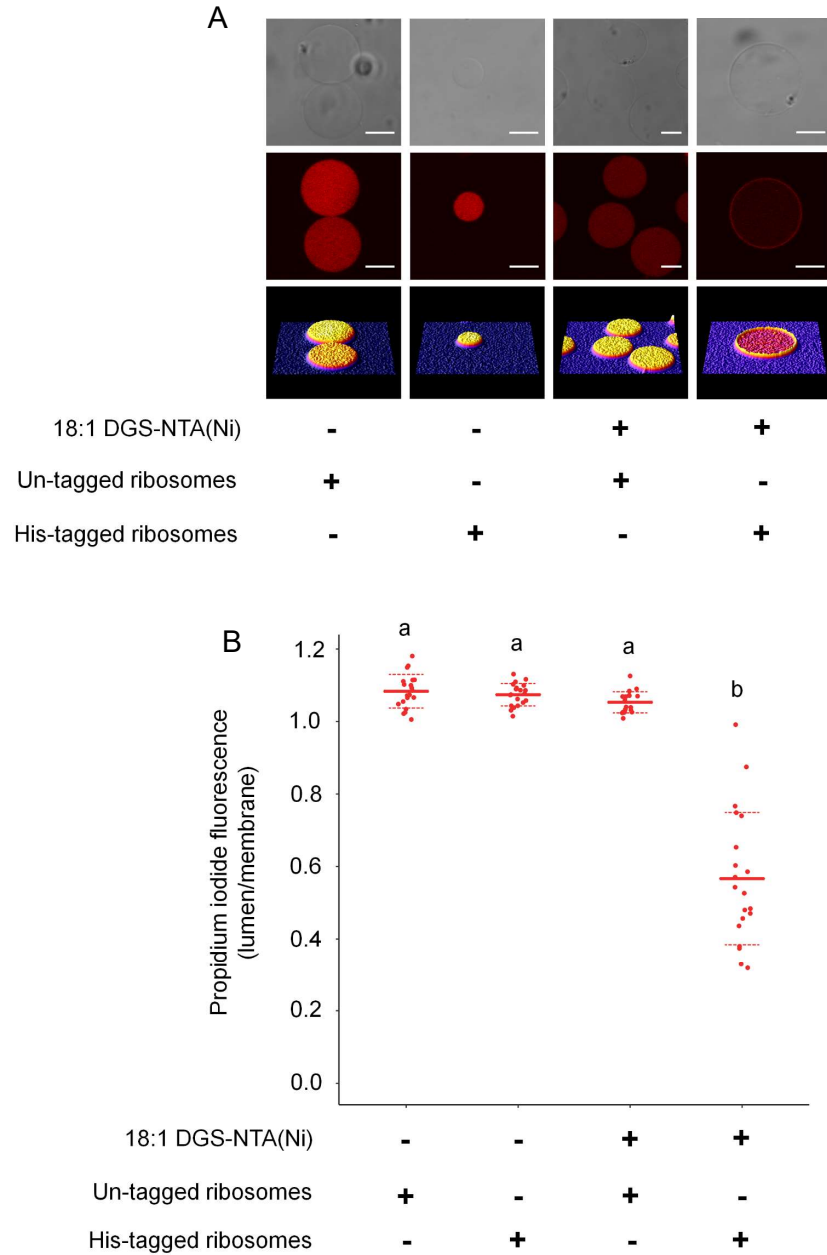 A
18:1 DGS-NTA(Ni) - - + +
Un-tagged ribosomes + - + -
His-tagged ribosomes - + - +
B
Propidium iodide fluorescence
(lumen/membrane)
1.2
1.0
0.8
0.6
0.4
0.2
0.0
a a a b
18:1 DGS-NTA(Ni) - - + +
Un-tagged ribosomes + - + -
His-tagged ribosomes - + - +